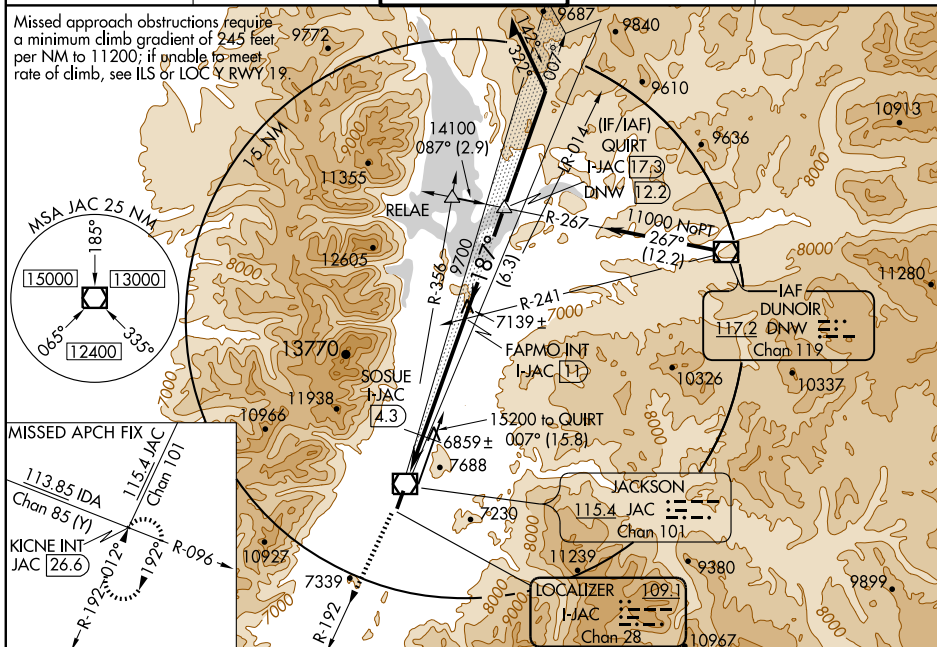 Missed approach obstructions require
a minimum climb gradient of 245 feet
per NM to 11200; if unable to meet
rate of climb, see ILS or LOC Y RWY 19.
9772
9687
9840
142°
322°
007°
9610
10913
15 NM
14100
087° (2.9)
R-014
(IF/IAF)
QUIRT
I-JAC 17.3
DNW 12.2
9636
8000
11355
RELAE
R-267
11000 NoPT
267°
(12.2)
MSA JAC 25 NM
185°
15000
13000
065°
335°
12400
8000
12605
R-356
9700
187°
(6.3)
R-241
7000
11280
IAF
DUNOIR
117.2 DNW
Chan 119
7139 ±
13770
FAPMO INT
I-JAC 11
7000
SOSUE
I-JAC
4.3
10326
10337
11938
10966
15200 to QUIRT
007° (15.8)
6859 ±
7688
8000
MISSED APCH FIX
113.85 IDA
Chan 85 (Y)
115.4 JAC
Chan 101
KICNE INT
JAC 26.6
012°
192°
R-096
R-192
JACKSON
115.4 JAC
Chan 101
7230
10927
7339
11239
9380
9899
8000
7000
8000
9000
R-192
LOCALIZER 109.1
I-JAC
Chan 28
10967
8000